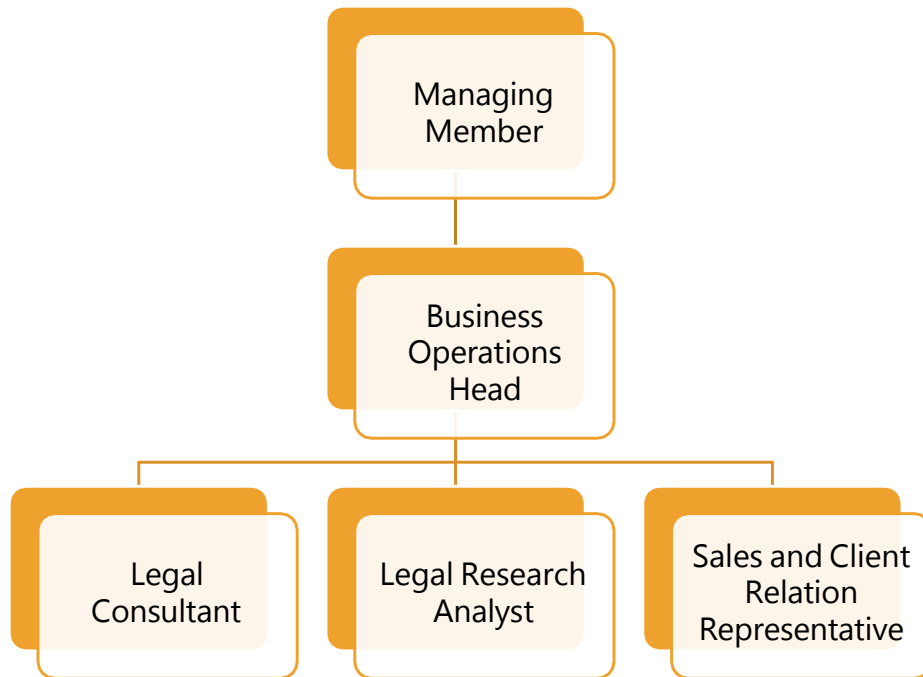 Managing
Member
Business
Operations
Head
Legal
Consultant
Legal Research
Analyst
Sales and Client
Relation
Representative